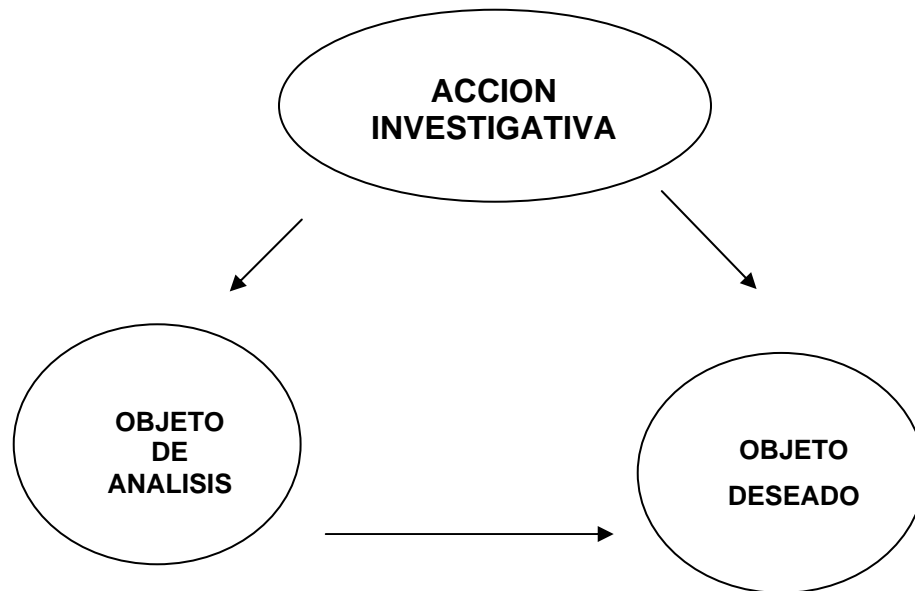 ACCION
INVESTIGATIVA
OBJETO
DE
ANALISIS
OBJETO
DESEADO